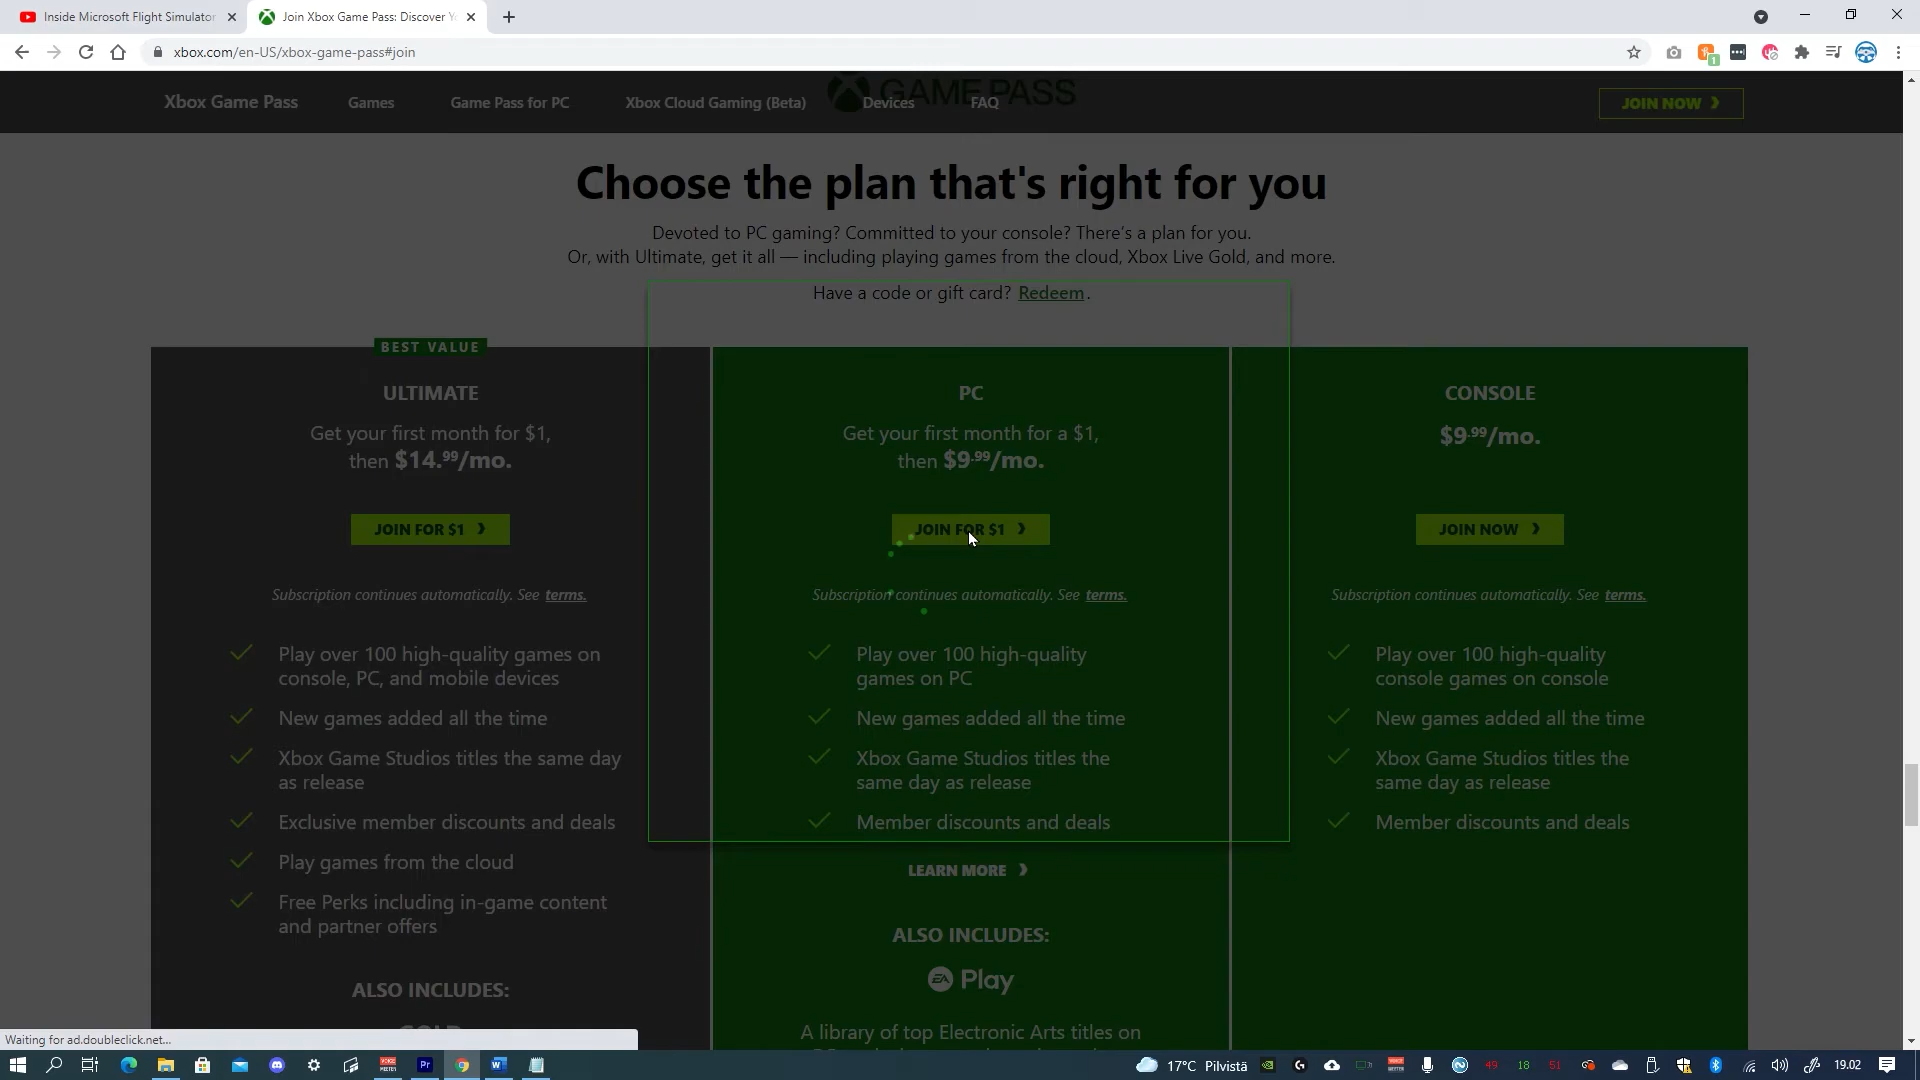 Inside Microsoft Flight Simulator
Join Xbox Game Pass: Discover Y
xbox.com/en-US/xbox-game-pass#join
1
GAME PASS
Xbox Game Pass
Games
Game Pass for PC
Xbox Cloud Gaming (Beta)
Devices
FAQ
JOIN NOW
Choose the plan that's right for you
Devoted to PC gaming? Committed to your console? There's a plan for you.
Or, with Ultimate, get it all — including playing games from the cloud, Xbox Live Gold, and more.
Have a code or gift card? Redeem.
BEST VALUE
ULTIMATE
Get your first month for $1,
then $14.99/mo.
JOIN FOR $1
Subscription continues automatically. See terms.
Play over 100 high-quality games on
console, PC, and mobile devices
New games added all the time
Xbox Game Studios titles the same day
as release
Exclusive member discounts and deals
Play games from the cloud
Free Perks including in-game content
and partner offers
ALSO INCLUDES:
GOLD
PC
Get your first month for a $1,
then $9.99/mo.
JOIN FOR $1
Subscription continues automatically. See terms.
Play over 100 high-quality
games on PC
New games added all the time
Xbox Game Studios titles the
same day as release
Member discounts and deals
LEARN MORE
ALSO INCLUDES:
EA Play
A library of top Electronic Arts titles on
CONSOLE
$9.99/mo.
JOIN NOW
Subscription continues automatically. See terms.
Play over 100 high-quality
console games on console
New games added all the time
Xbox Game Studios titles the
same day as release
Member discounts and deals
Waiting for ad.doubleclick.net...
Pr
W
17°C Pilvistä
49
18
51
19.02